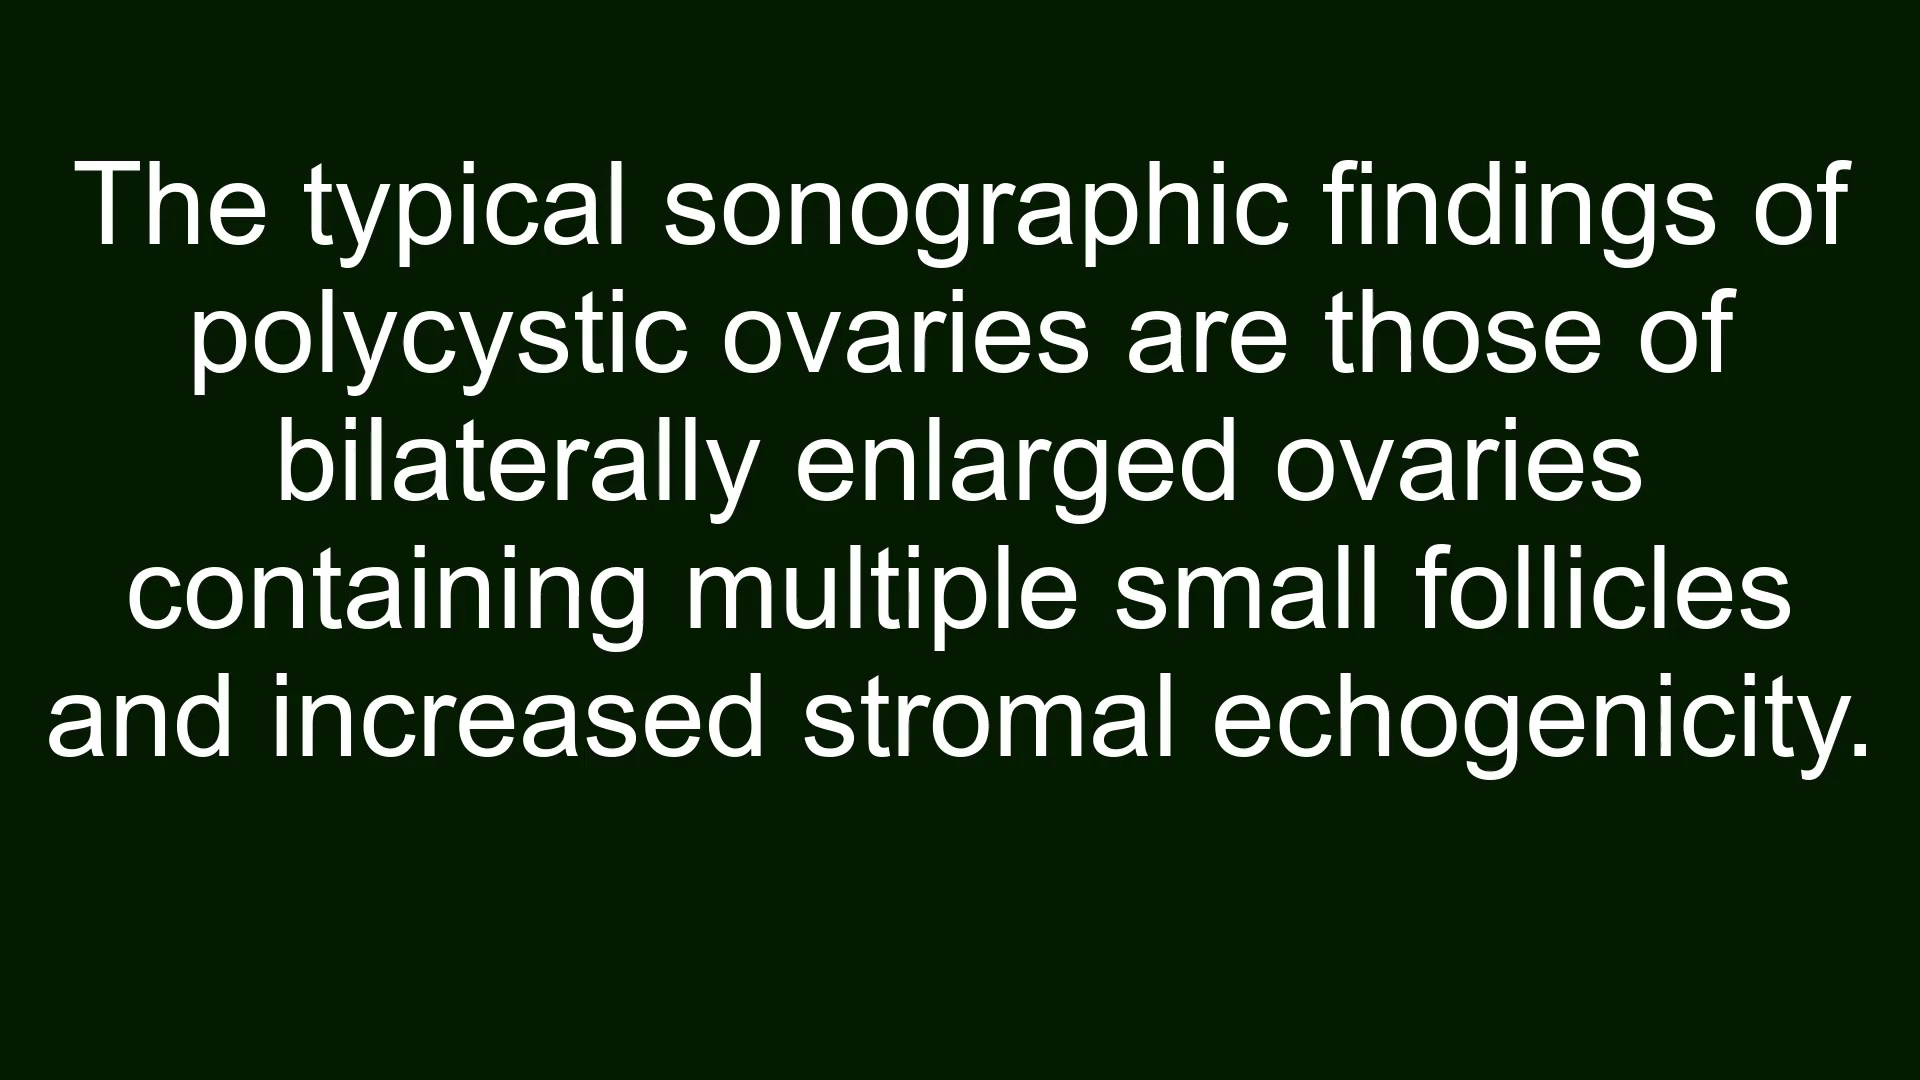 The typical sonographic findings of
polycystic ovaries are those of
bilaterally enlarged ovaries
containing multiple small follicles
and increased stromal echogenicity.